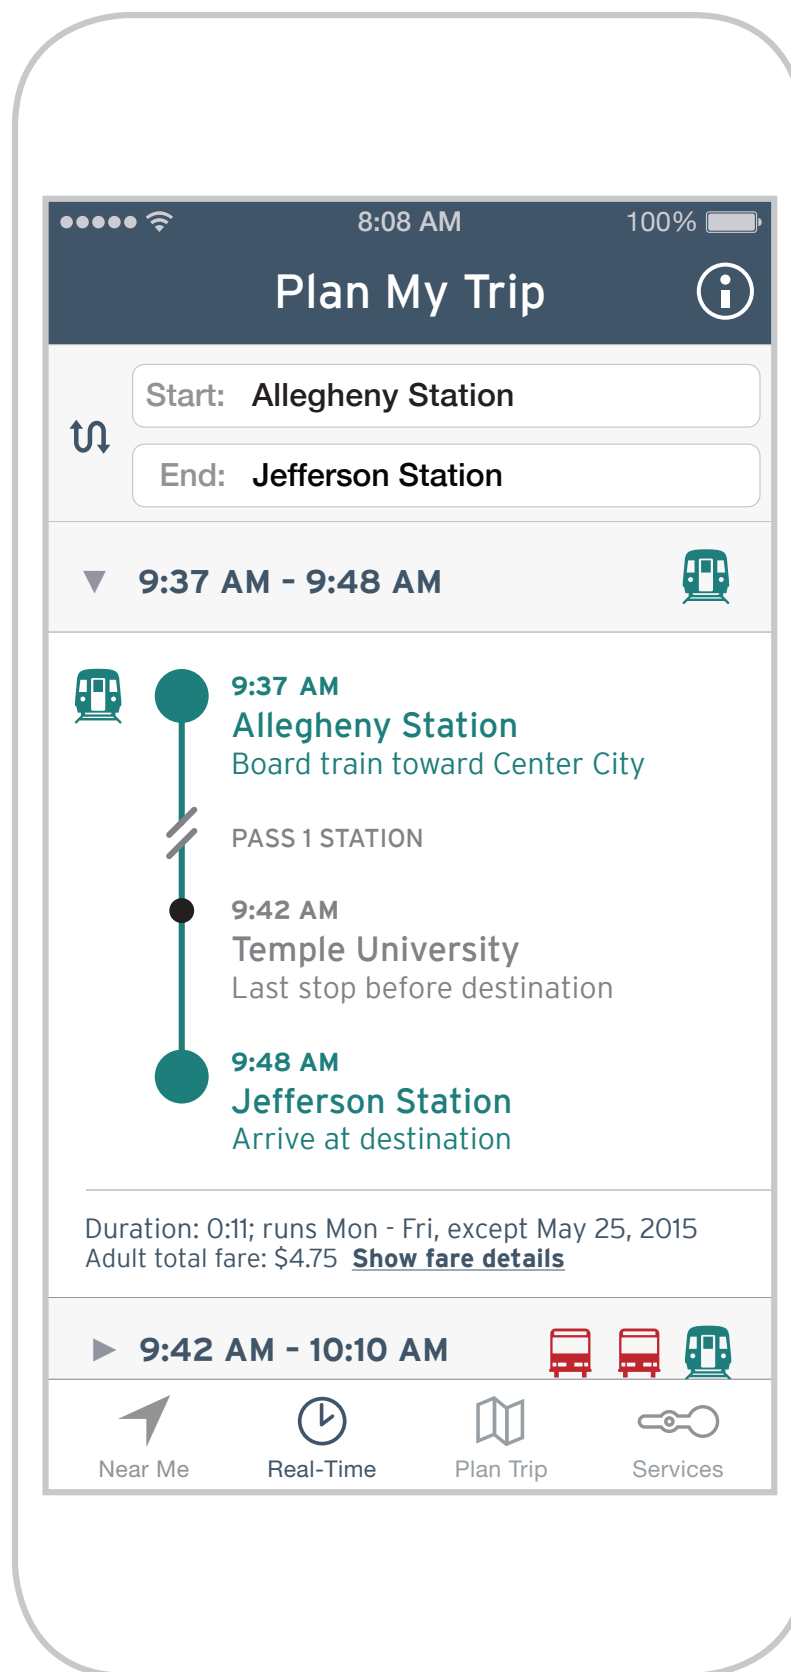 8:08 AM 100%
Plan My Trip
Start: Allegheny Station
End: Jefferson Station
9:37 AM – 9:48 AM
9:37 AM
Allegheny Station
Board train toward Center City
PASS 1 STATION
9:42 AM
Temple University
Last stop before destination
9:48 AM
Jefferson Station
Arrive at destination
Duration: 0:11; runs Mon - Fri, except May 25, 2015
Adult total fare: $4.75 Show fare details
9:42 AM – 10:10 AM
Near Me Real-Time Plan Trip Services